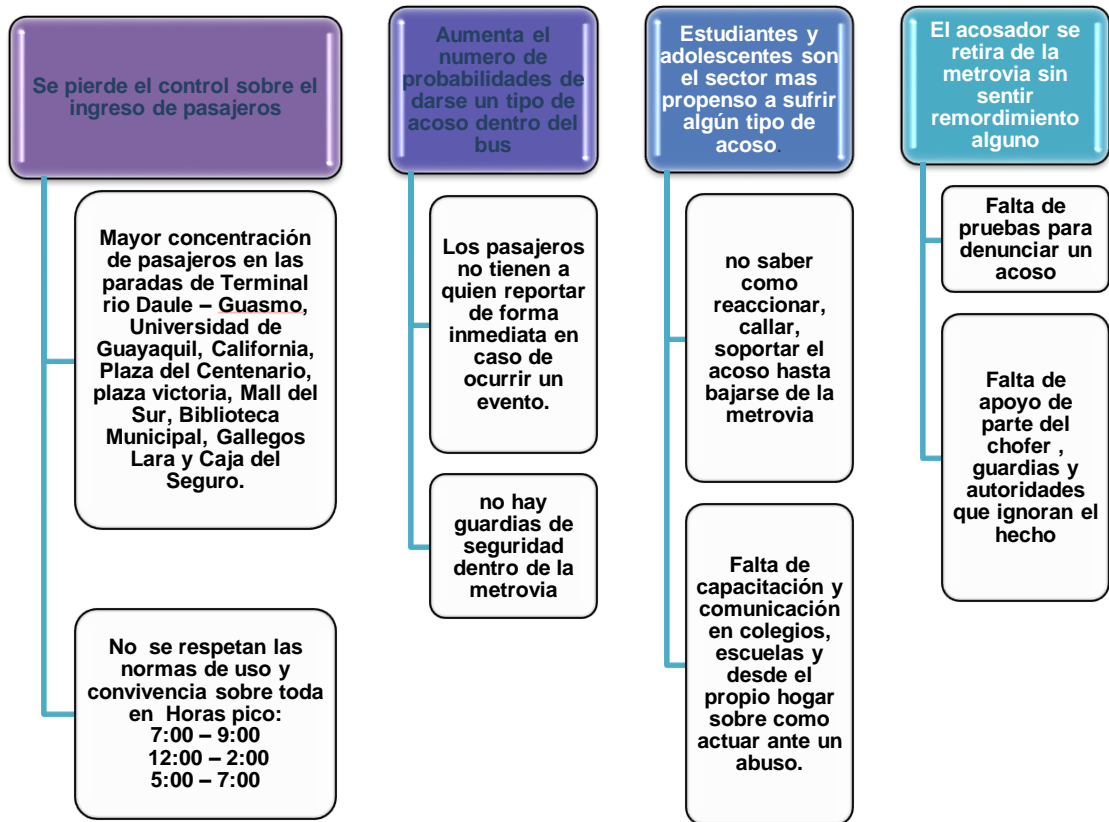 Se pierde el control sobre el
ingreso de pasajeros
Mayor concentración
de pasajeros en las
paradas de Terminal
rio Daule – Guasmo,
Universidad de
Guayaquil, California,
Plaza del Centenario,
plaza victoria, Mall del
Sur, Biblioteca
Municipal, Gallegos
Lara y Caja del
Seguro.
No se respetan las
normas de uso y
convivencia sobre toda
en Horas pico:
7:00 – 9:00
12:00 – 2:00
5:00 – 7:00
Aumenta el
numero de
probabilidades de
darse un tipo de
acoso dentro del
bus
Los pasajeros
no tienen a
quien reportar
de forma
inmediata en
caso de
ocurrir un
evento.
no hay
guardias de
seguridad
dentro de la
metrovia
Estudiantes y
adolescentes son
el sector mas
propenso a sufrir
algún tipo de
acoso.
no saber
como
reaccionar,
callar,
soportar el
acoso hasta
bajarse de la
metrovia
Falta de
capacitación y
comunicación
en colegios,
escuelas y
desde el
propio hogar
sobre como
actuar ante un
abuso.
El acosador se
retira de la
metrovia sin
sentir
remordimiento
alguno
Falta de
pruebas para
denunciar un
acoso
Falta de
apoyo de
parte del
chofer ,
guardias y
autoridades
que ignoran el
hecho